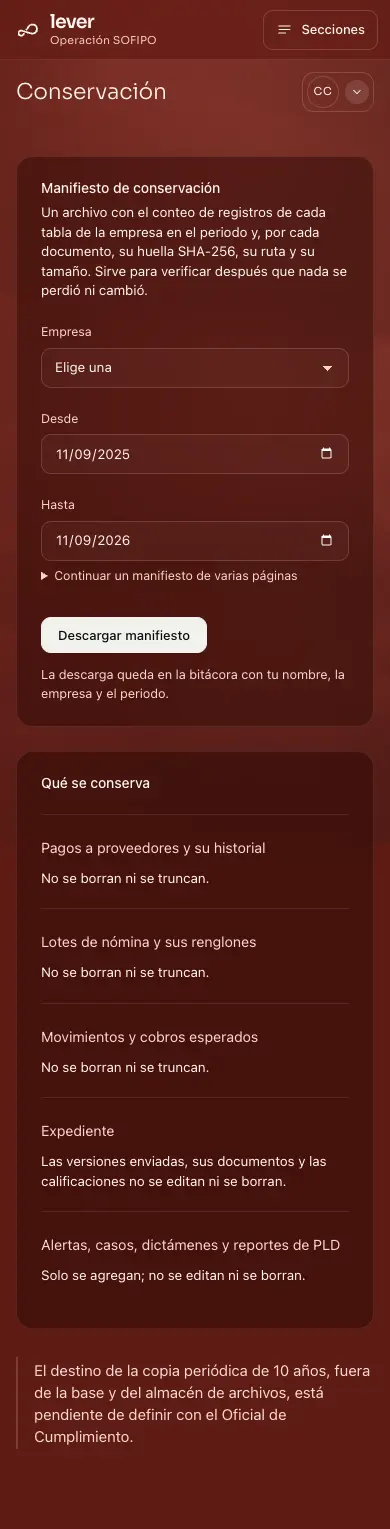 lever
Operación SOFIPO
Secciones
Conservación
CC
Manifiesto de conservación
Un archivo con el conteo de registros de cada
tabla de la empresa en el periodo y, por cada
documento, su huella SHA-256, su ruta y su
tamaño. Sirve para verificar después que nada se
perdió ni cambió.
Empresa
Elige una
Desde
11/09/2025
Hasta
11/09/2026
Continuar un manifiesto de varias páginas
Descargar manifiesto
La descarga queda en la bitácora con tu nombre, la
empresa y el periodo.
Qué se conserva
Pagos a proveedores y su historial
No se borran ni se truncan.
Lotes de nómina y sus renglones
No se borran ni se truncan.
Movimientos y cobros esperados
No se borran ni se truncan.
Expediente
Las versiones enviadas, sus documentos y las
calificaciones no se editan ni se borran.
Alertas, casos, dictámenes y reportes de PLD
Solo se agregan; no se editan ni se borran.
El destino de la copia periódica de 10 años, fuera
de la base y del almacén de archivos, está
pendiente de definir con el Oficial de
Cumplimiento.